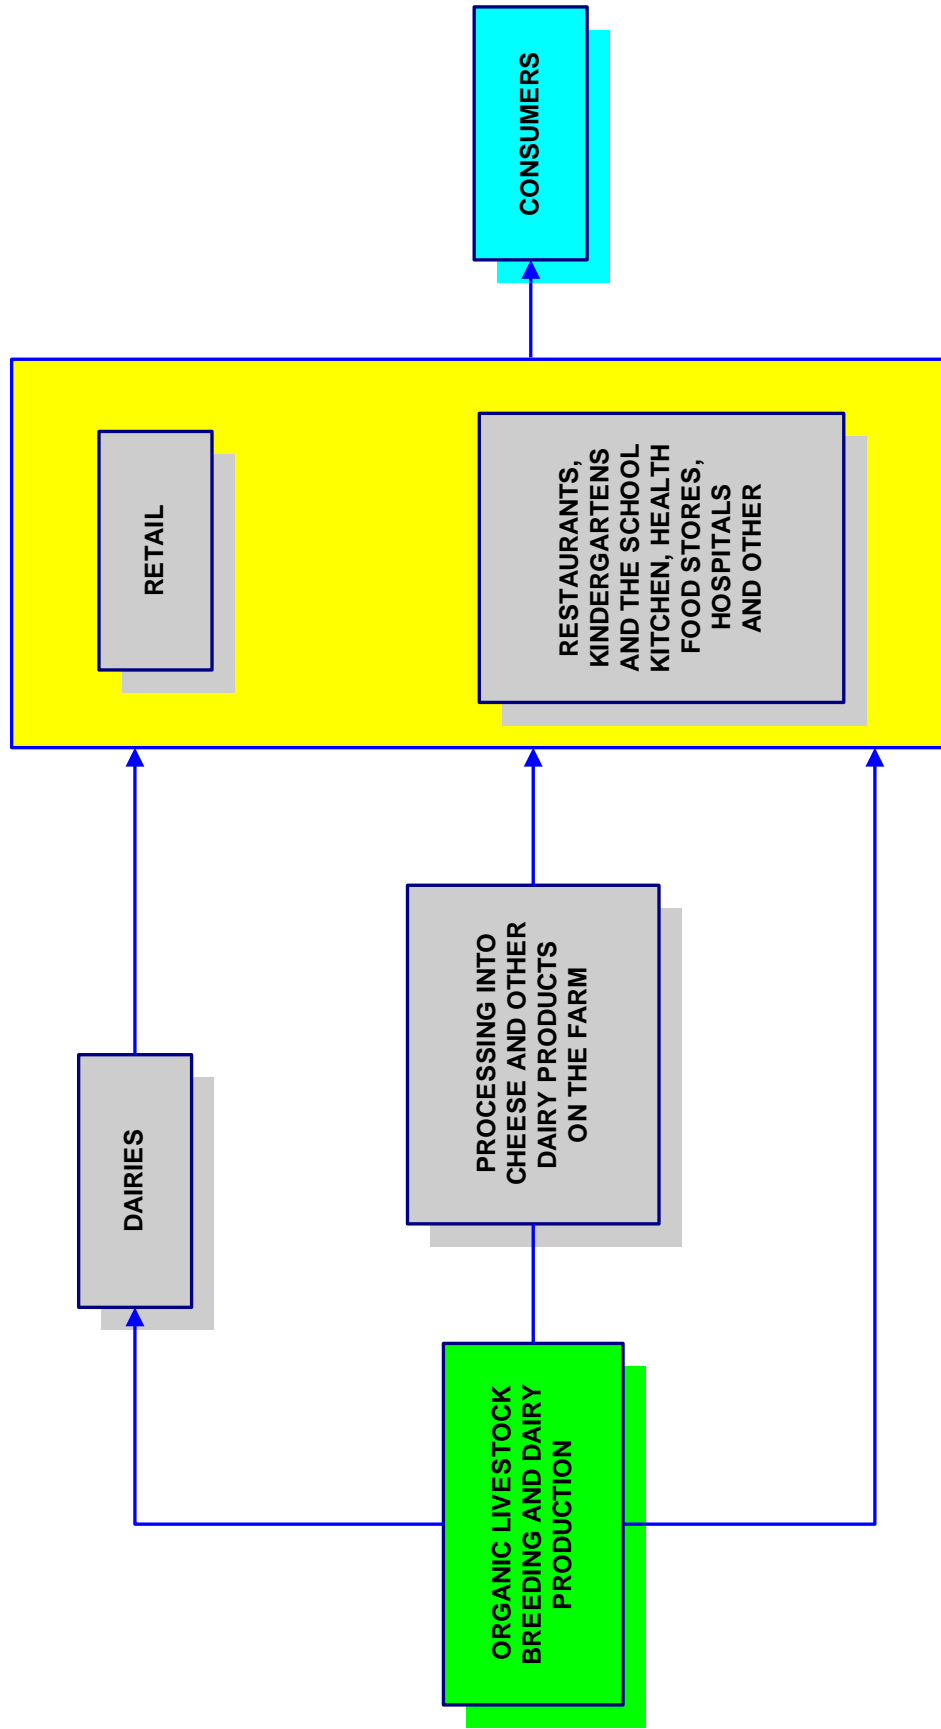 ORGANIC LIVESTOCK
BREEDING AND DAIRY
PRODUCTION
DAIRIES
PROCESSING INTO
CHEESE AND OTHER
DAIRY PRODUCTS
ON THE FARM
RETAIL
RESTAURANTS,
KINDERGARTENS
AND THE SCHOOL
KITCHEN, HEALTH
FOOD STORES,
HOSPITALS
AND OTHER
CONSUMERS